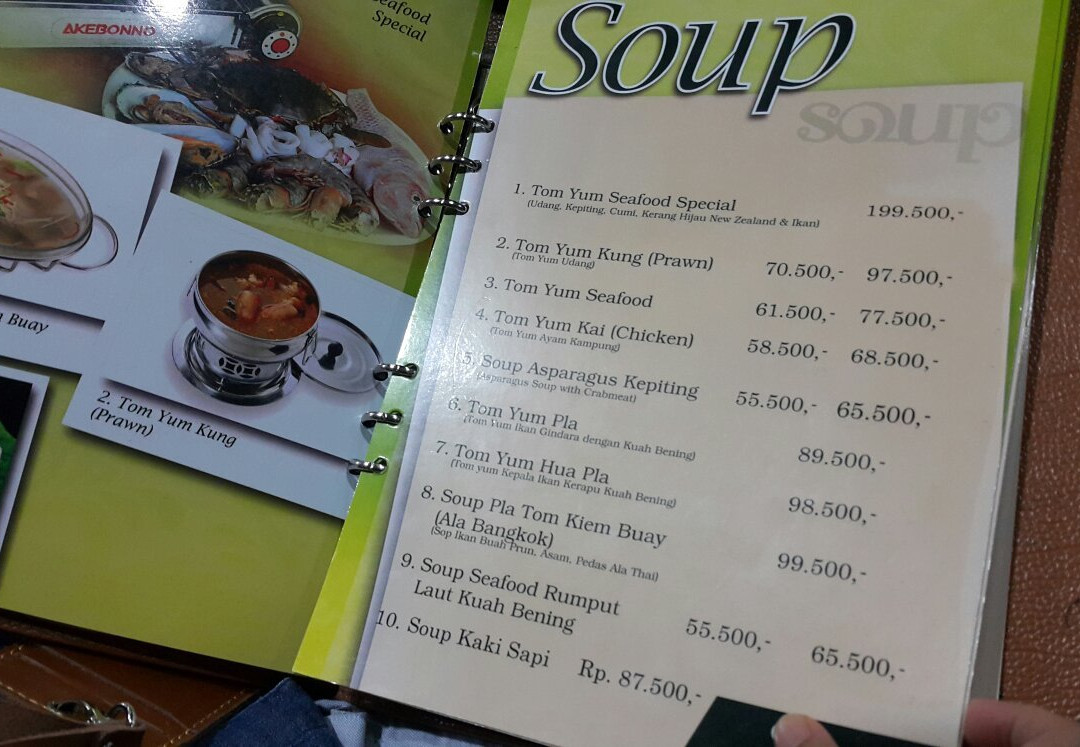 AKEBONNO
Seafood
Special
Buay
2. Tom Yum Kung
(Prawn)
Soup
Soup
1. Tom Yum Seafood Special 199.500,-
(Udang, Kepiting, Cumi, Kerang Hijau New Zealand & Ikan)
2. Tom Yum Kung (Prawn) 70.500,- 97.500,-
(Tom Yum Udang)
3. Tom Yum Seafood 61.500,- 77.500,-
4. Tom Yum Kai (Chicken) 58.500,- 68.500,-
(Tom Yum Ayam Kampung)
5. Soup Asparagus Kepiting 55.500,- 65.500,-
(Asparagus Soup with Crabmeat)
6. Tom Yum Pla 89.500,-
(Tom Yum Ikan Gindara dengan Kuah Bening)
7. Tom Yum Hua Pla 98.500,-
(Tom yum Kepala Ikan Kerapu Kuah Bening)
8. Soup Pla Tom Kiem Buay
(Ala Bangkok) 99.500,-
(Sop Ikan Buah Prun, Asam, Pedas Ala Thai)
9. Soup Seafood Rumput
Laut Kuah Bening 55.500,- 65.500,-
10. Soup Kaki Sapi Rp. 87.500,-